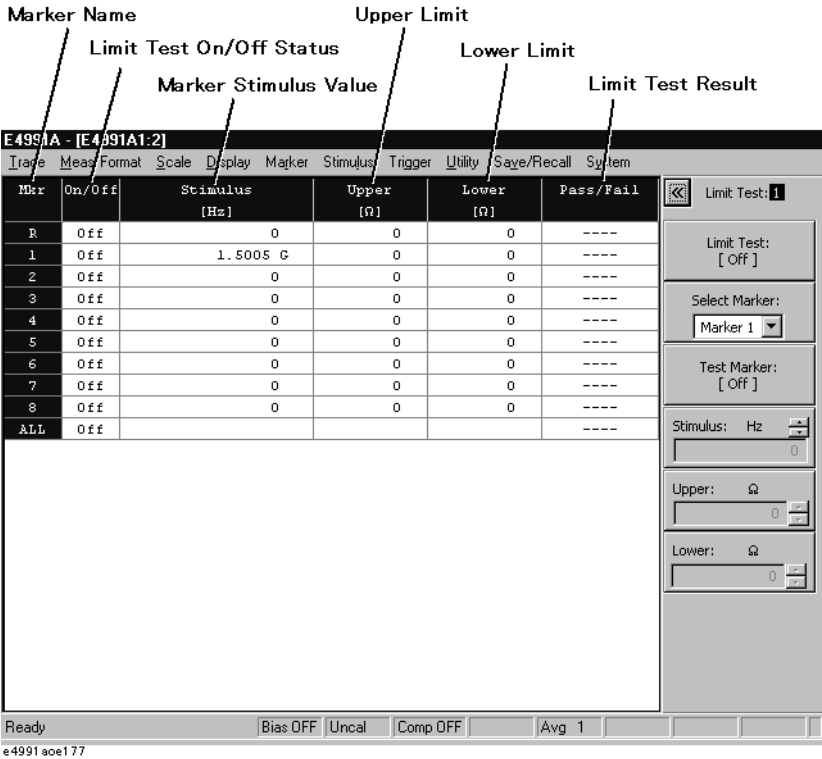 Marker Name
Upper Limit
Limit Test On/Off Status
Lower Limit
Marker Stimulus Value
Limit Test Result
E4991A - [E4991A1:2]
Trace Meas/Format Scale Display Marker Stimulus Trigger Utility Save/Recall System
Mkr On/Off Stimulus Upper Lower Pass/Fail
[Hz] [Ω] [Ω]
R Off 0 0 0 ----
1 Off 1.5005 G 0 0 ----
2 Off 0 0 0 ----
3 Off 0 0 0 ----
4 Off 0 0 0 ----
5 Off 0 0 0 ----
6 Off 0 0 0 ----
7 Off 0 0 0 ----
8 Off 0 0 0 ----
ALL Off ----
Limit Test: 1
Limit Test:
[ Off ]
Select Marker:
Marker 1
Test Marker:
[ Off ]
Stimulus: Hz
0
Upper: Ω
0
Lower: Ω
0
Ready Bias OFF Uncal Comp OFF Avg 1
e4991aoe177